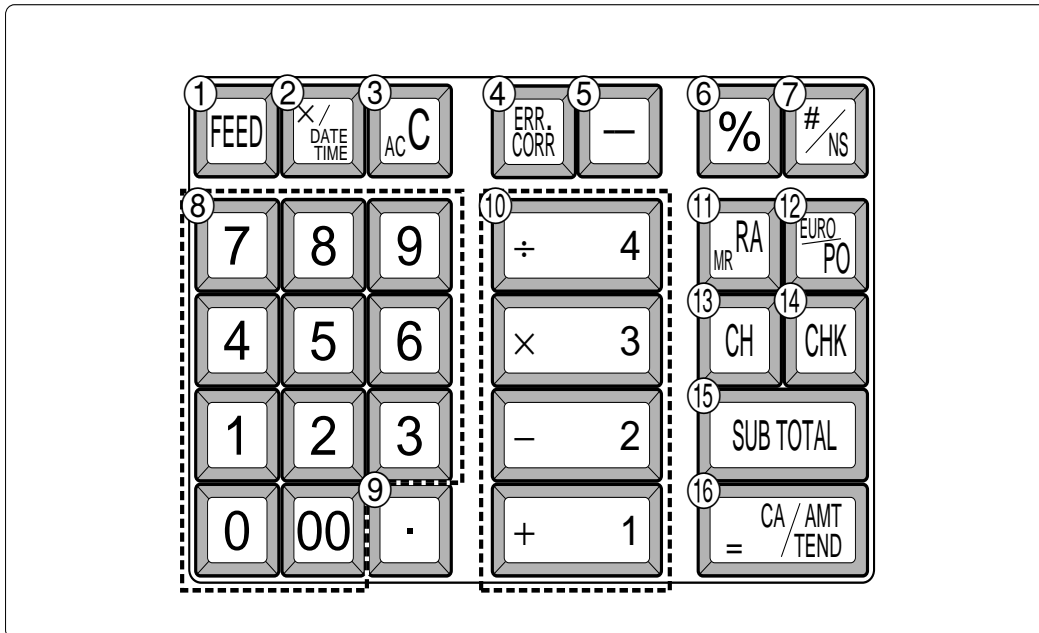 ① ② ③ ④ ⑤ ⑥ ⑦
FEED ×/DATE TIME AC C ERR. CORR — % #/NS
⑧ ⑩ ⑪ ⑫
7 8 9 ÷ 4 MR RA EURO/PO
⑬ ⑭
4 5 6 × 3 CH CHK
⑮
1 2 3 − 2 SUB TOTAL
⑨ ⑯
0 00 · + 1 = CA/AMT TEND